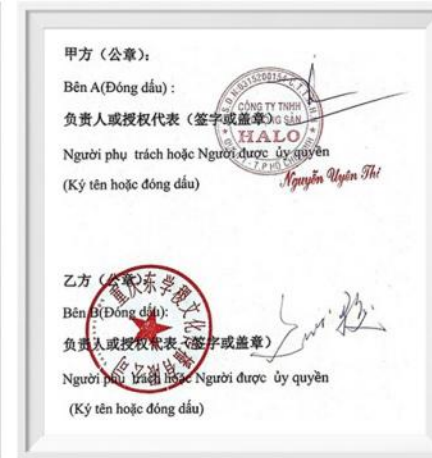 甲方（公章）：
Bên A(Đóng dấu) :
负责人或授权代表（签字或盖章）
Người phụ trách hoặc Người được ủy quyền
(Ký tên hoặc đóng dấu)
CÔNG TY TNHH
HALO
Nguyễn Uyên Thi
乙方（公章）：
Bên B(Đóng dấu):
负责人或授权代表（签字或盖章）
Người phụ trách hoặc Người được ủy quyền
(Ký tên hoặc đóng dấu)